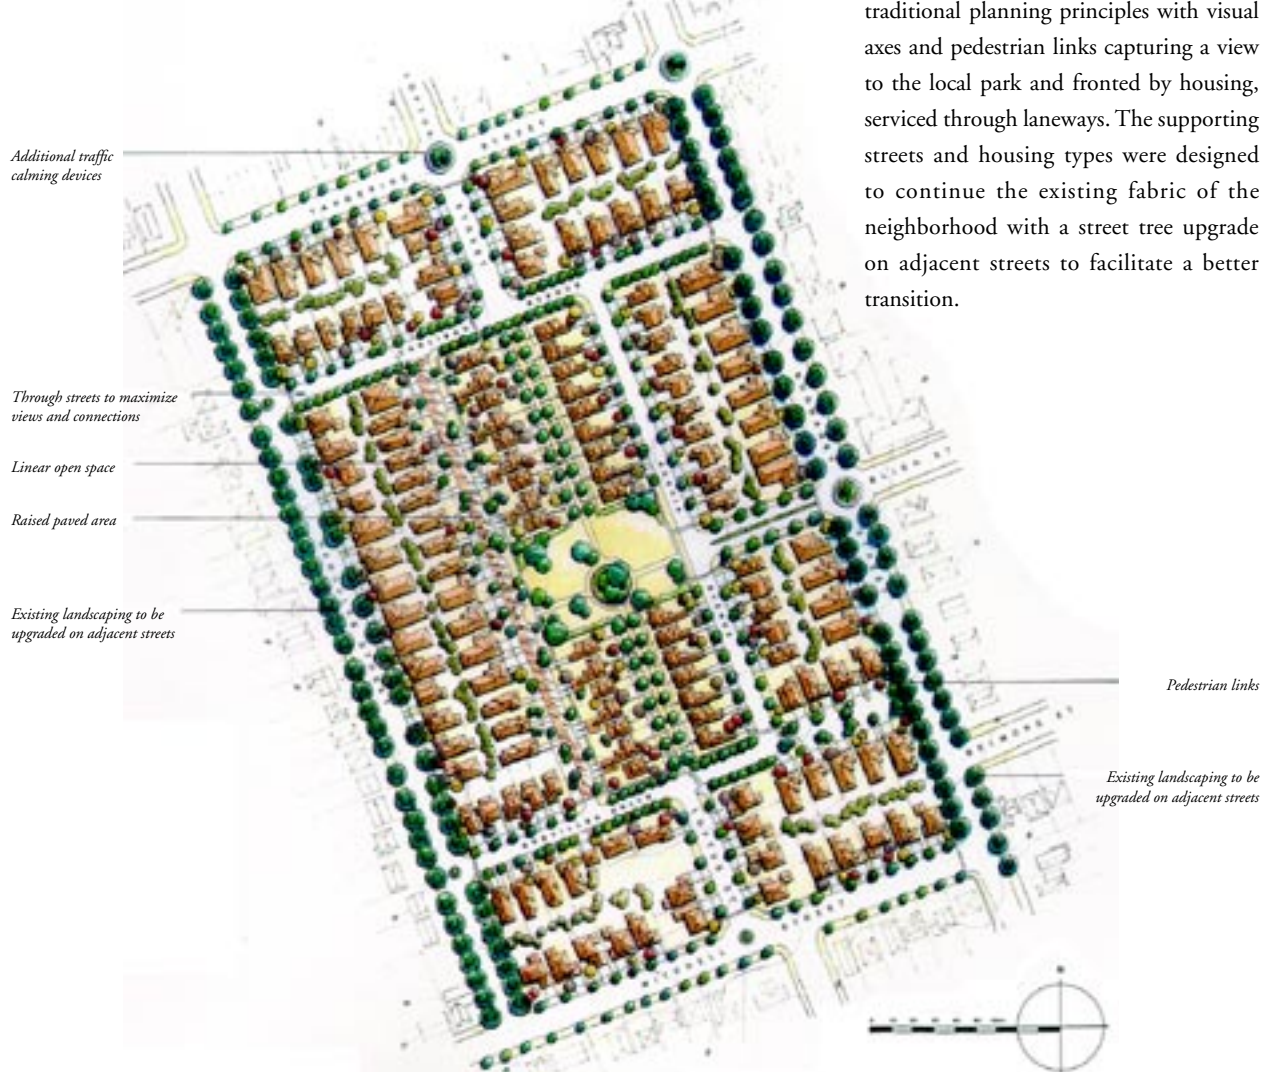 traditional planning principles with visual
axes and pedestrian links capturing a view
to the local park and fronted by housing,
serviced through laneways. The supporting
streets and housing types were designed
to continue the existing fabric of the
neighborhood with a street tree upgrade
on adjacent streets to facilitate a better
transition.
Additional traffic
calming devices
Through streets to maximize
views and connections
Linear open space
Raised paved area
Existing landscaping to be
upgraded on adjacent streets
Pedestrian links
Existing landscaping to be
upgraded on adjacent streets